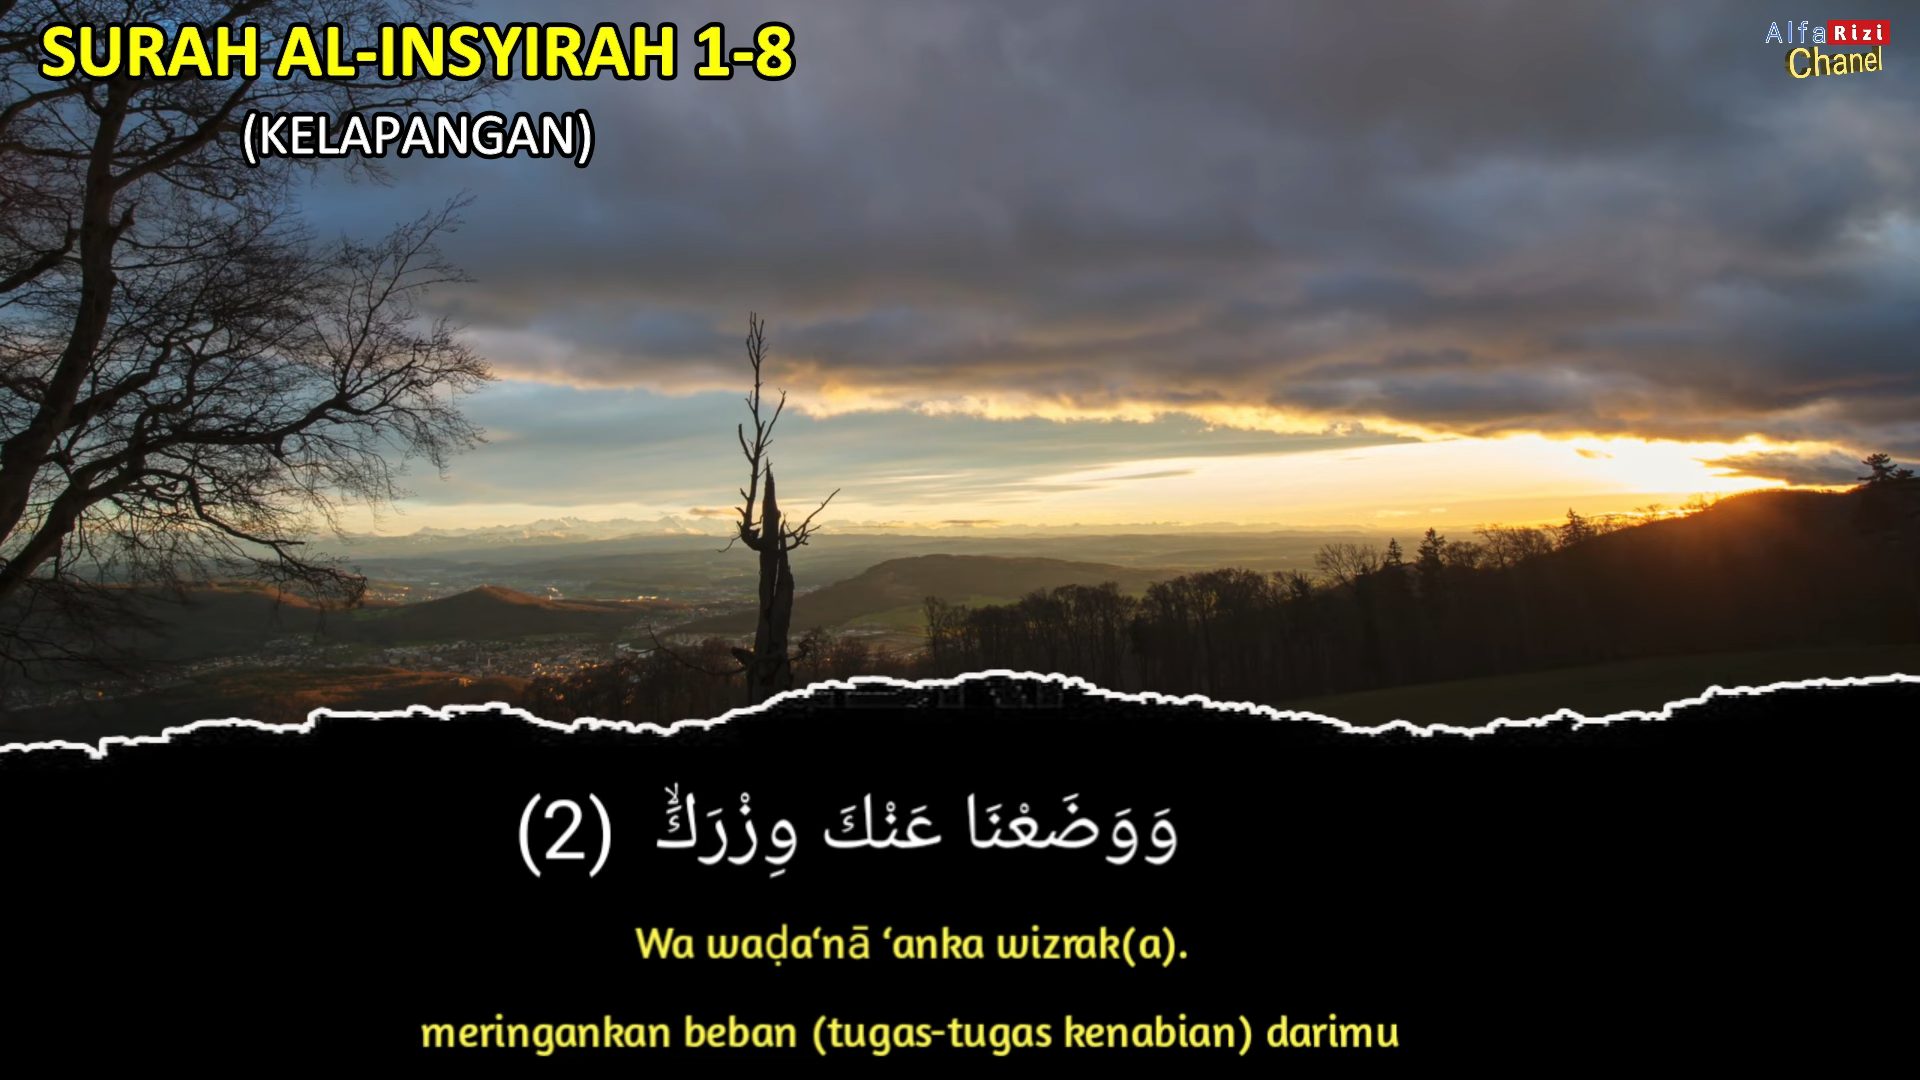 SURAH AL-INSYIRAH 1-8
(KELAPANGAN)
Alfa Rizi
Chanel
وَوَضَعْنَا عَنْكَ وِزْرَكَۙ (2)
Wa waḍa‘nā ‘anka wizrak(a).
meringankan beban (tugas-tugas kenabian) darimu